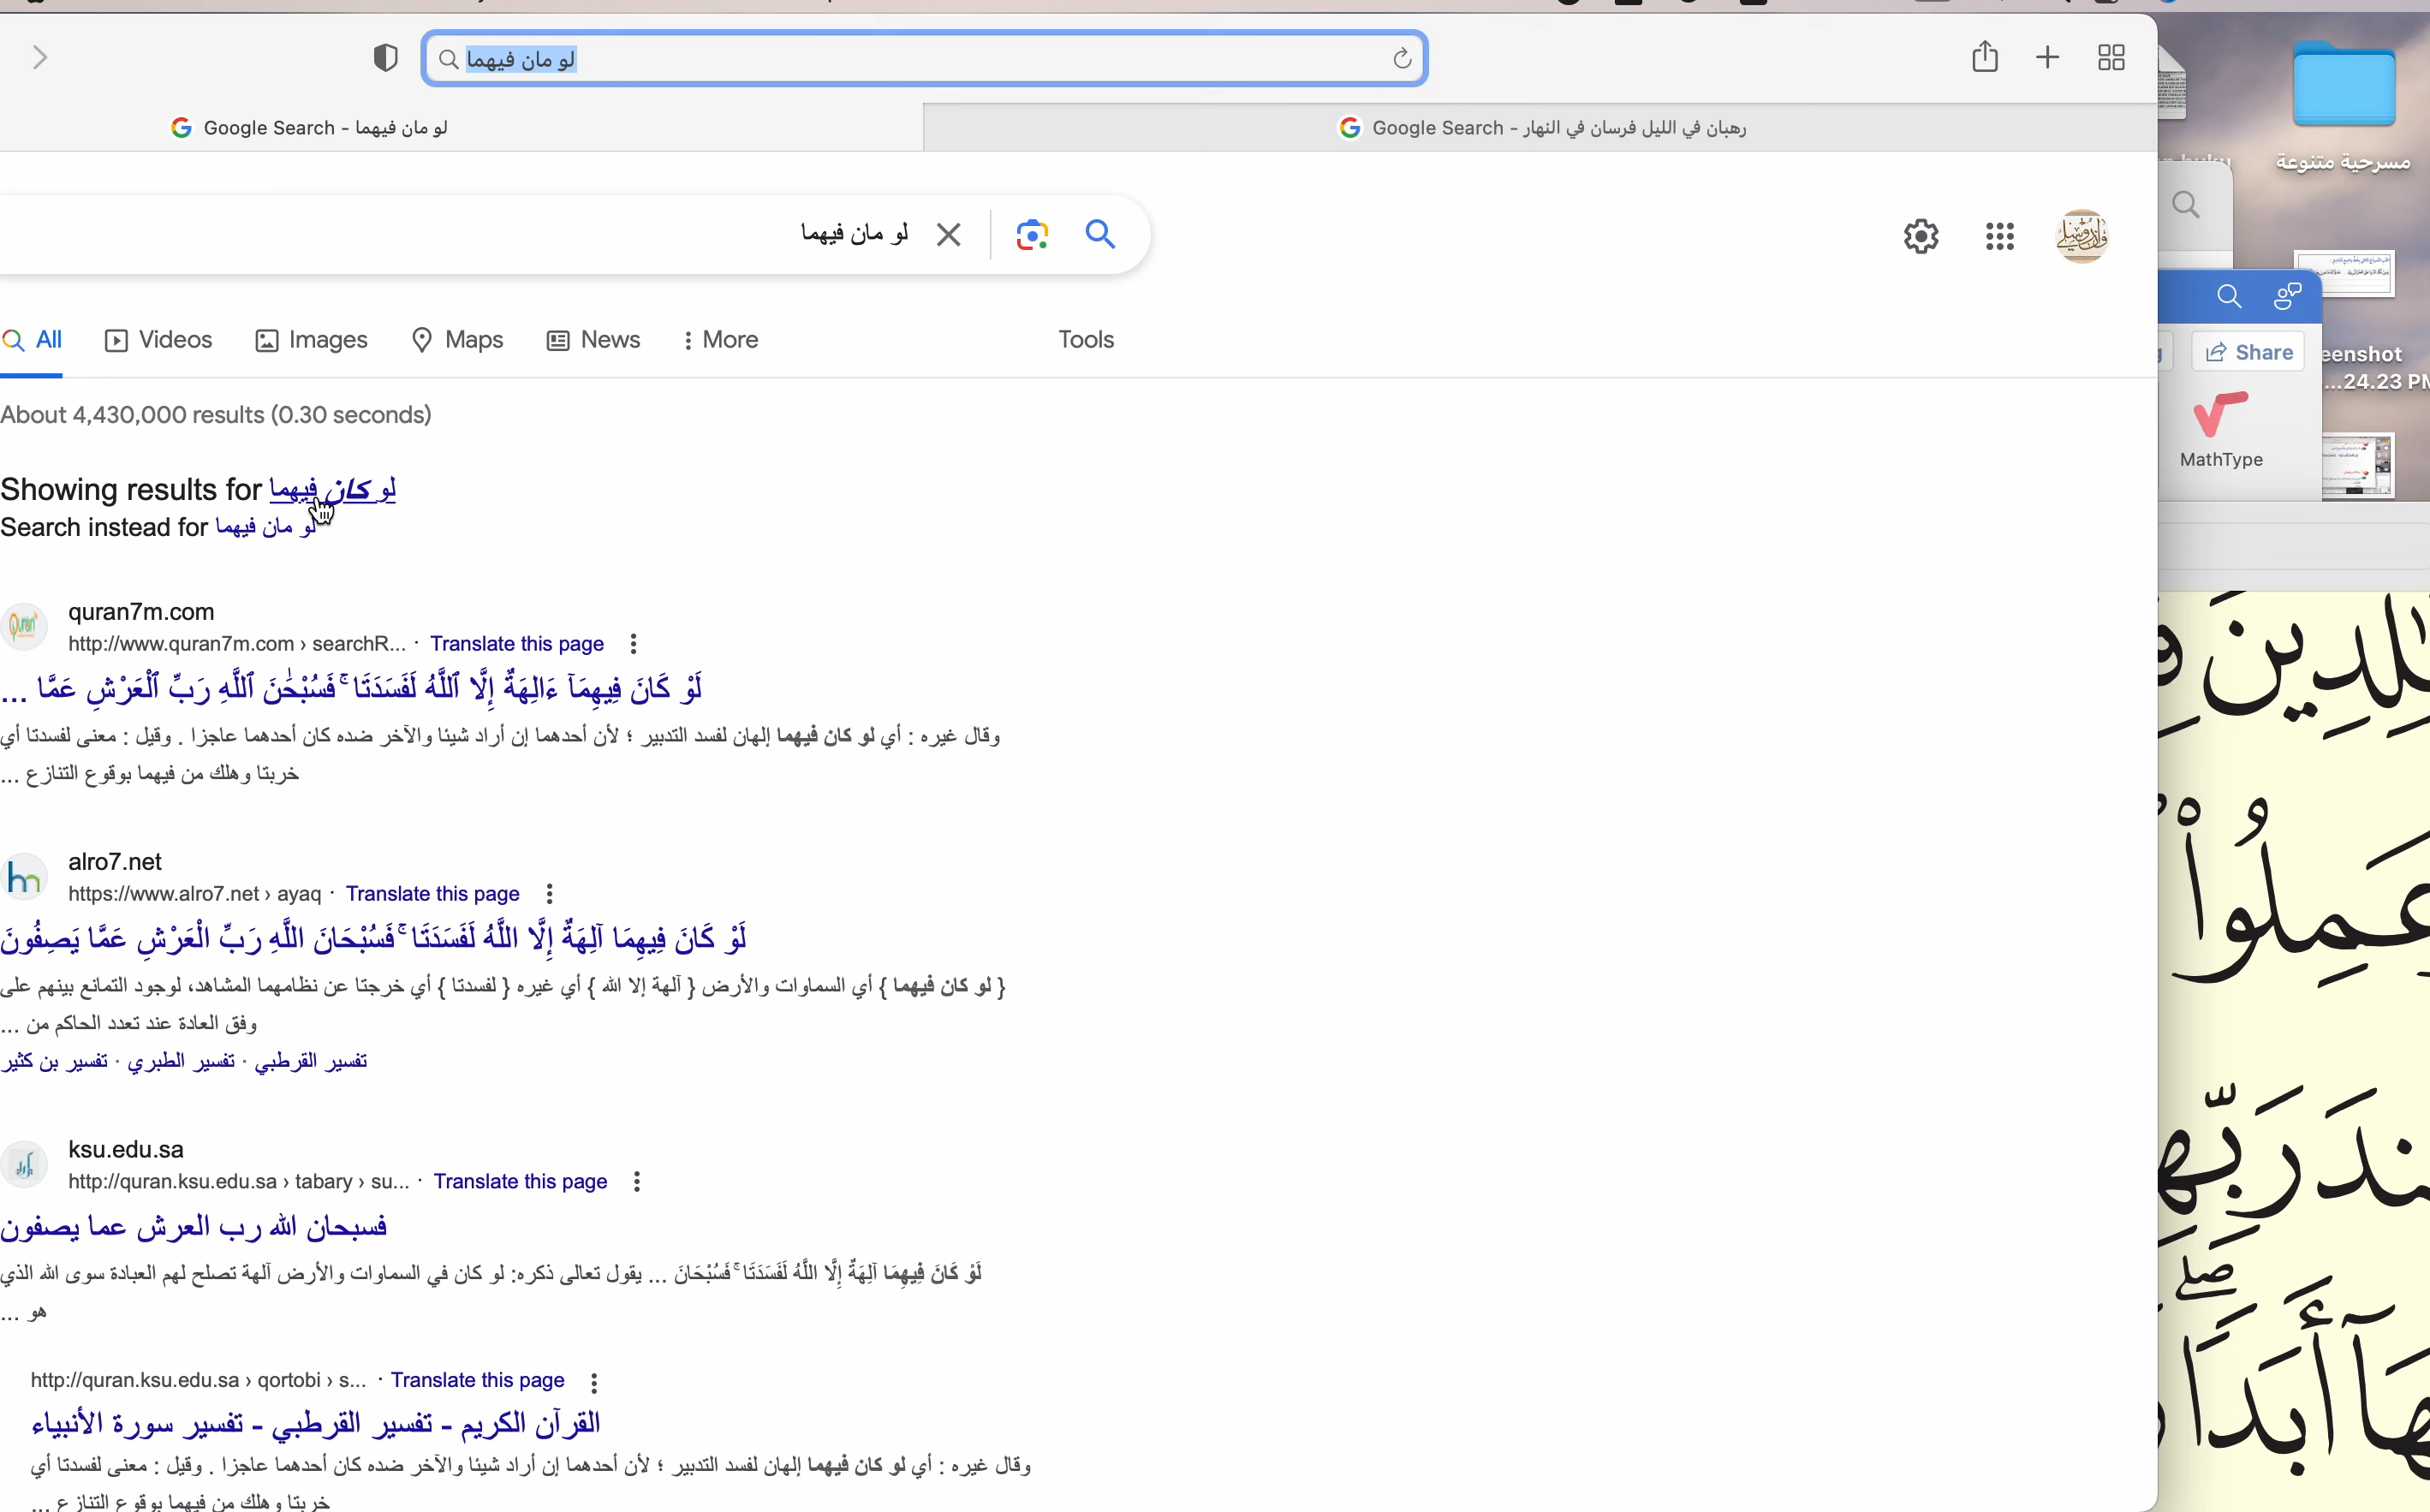 لو مان فيهما
لو مان فيهما - Google Search
رهبان في الليل فرسان في النهار - Google Search
لو مان فيهما
All
Videos
Images
Maps
News
More
Tools
About 4,430,000 results (0.30 seconds)
Showing results for لو كان فيهما
Search instead for لو مان فيهما
quran7m.com
http://www.quran7m.com › searchR... · Translate this page
لَوْ كَانَ فِيهِمَآ ءَالِهَةٌ إِلَّا ٱللَّهُ لَفَسَدَتَا ۚ فَسُبْحَٰنَ ٱللَّهِ رَبِّ ٱلْعَرْشِ عَمَّا ...
وقال غيره : أي لو كان فيهما إلهان لفسد التدبير ؛ لأن أحدهما إن أراد شيئا والآخر ضده كان أحدهما عاجزا . وقيل : معنى لفسدتا أي
خربتا وهلك من فيهما بوقوع التنازع ...
alro7.net
https://www.alro7.net › ayaq · Translate this page
لَوْ كَانَ فِيهِمَا آلِهَةٌ إِلَّا اللَّهُ لَفَسَدَتَا ۚ فَسُبْحَانَ اللَّهِ رَبِّ الْعَرْشِ عَمَّا يَصِفُونَ
{ لو كان فيهما } أي السماوات والأرض { آلهة إلا الله } أي غيره { لفسدتا } أي خرجتا عن نظامهما المشاهد، لوجود التمانع بينهم على
وفق العادة عند تعدد الحاكم من ...
تفسير القرطبي · تفسير الطبري · تفسير بن كثير
ksu.edu.sa
http://quran.ksu.edu.sa › tabary › su... · Translate this page
فسبحان الله رب العرش عما يصفون
لَوْ كَانَ فِيهِمَا آلِهَةٌ إِلَّا اللَّهُ لَفَسَدَتَا ۚ فَسُبْحَانَ ... يقول تعالى ذكره: لو كان في السماوات والأرض آلهة تصلح لهم العبادة سوى الله الذي
هو ...
http://quran.ksu.edu.sa › qortobi › s... · Translate this page
القرآن الكريم - تفسير القرطبي - تفسير سورة الأنبياء
وقال غيره : أي لو كان فيهما إلهان لفسد التدبير ؛ لأن أحدهما إن أراد شيئا والآخر ضده كان أحدهما عاجزا . وقيل : معنى لفسدتا أي
خربتا وهلك من فيهما بوقوع التنازع ...
مسرحية متنوعة
Share
eenshot
...24.23 PM
MathType
عَمِلُوا۟
أَبَدًا